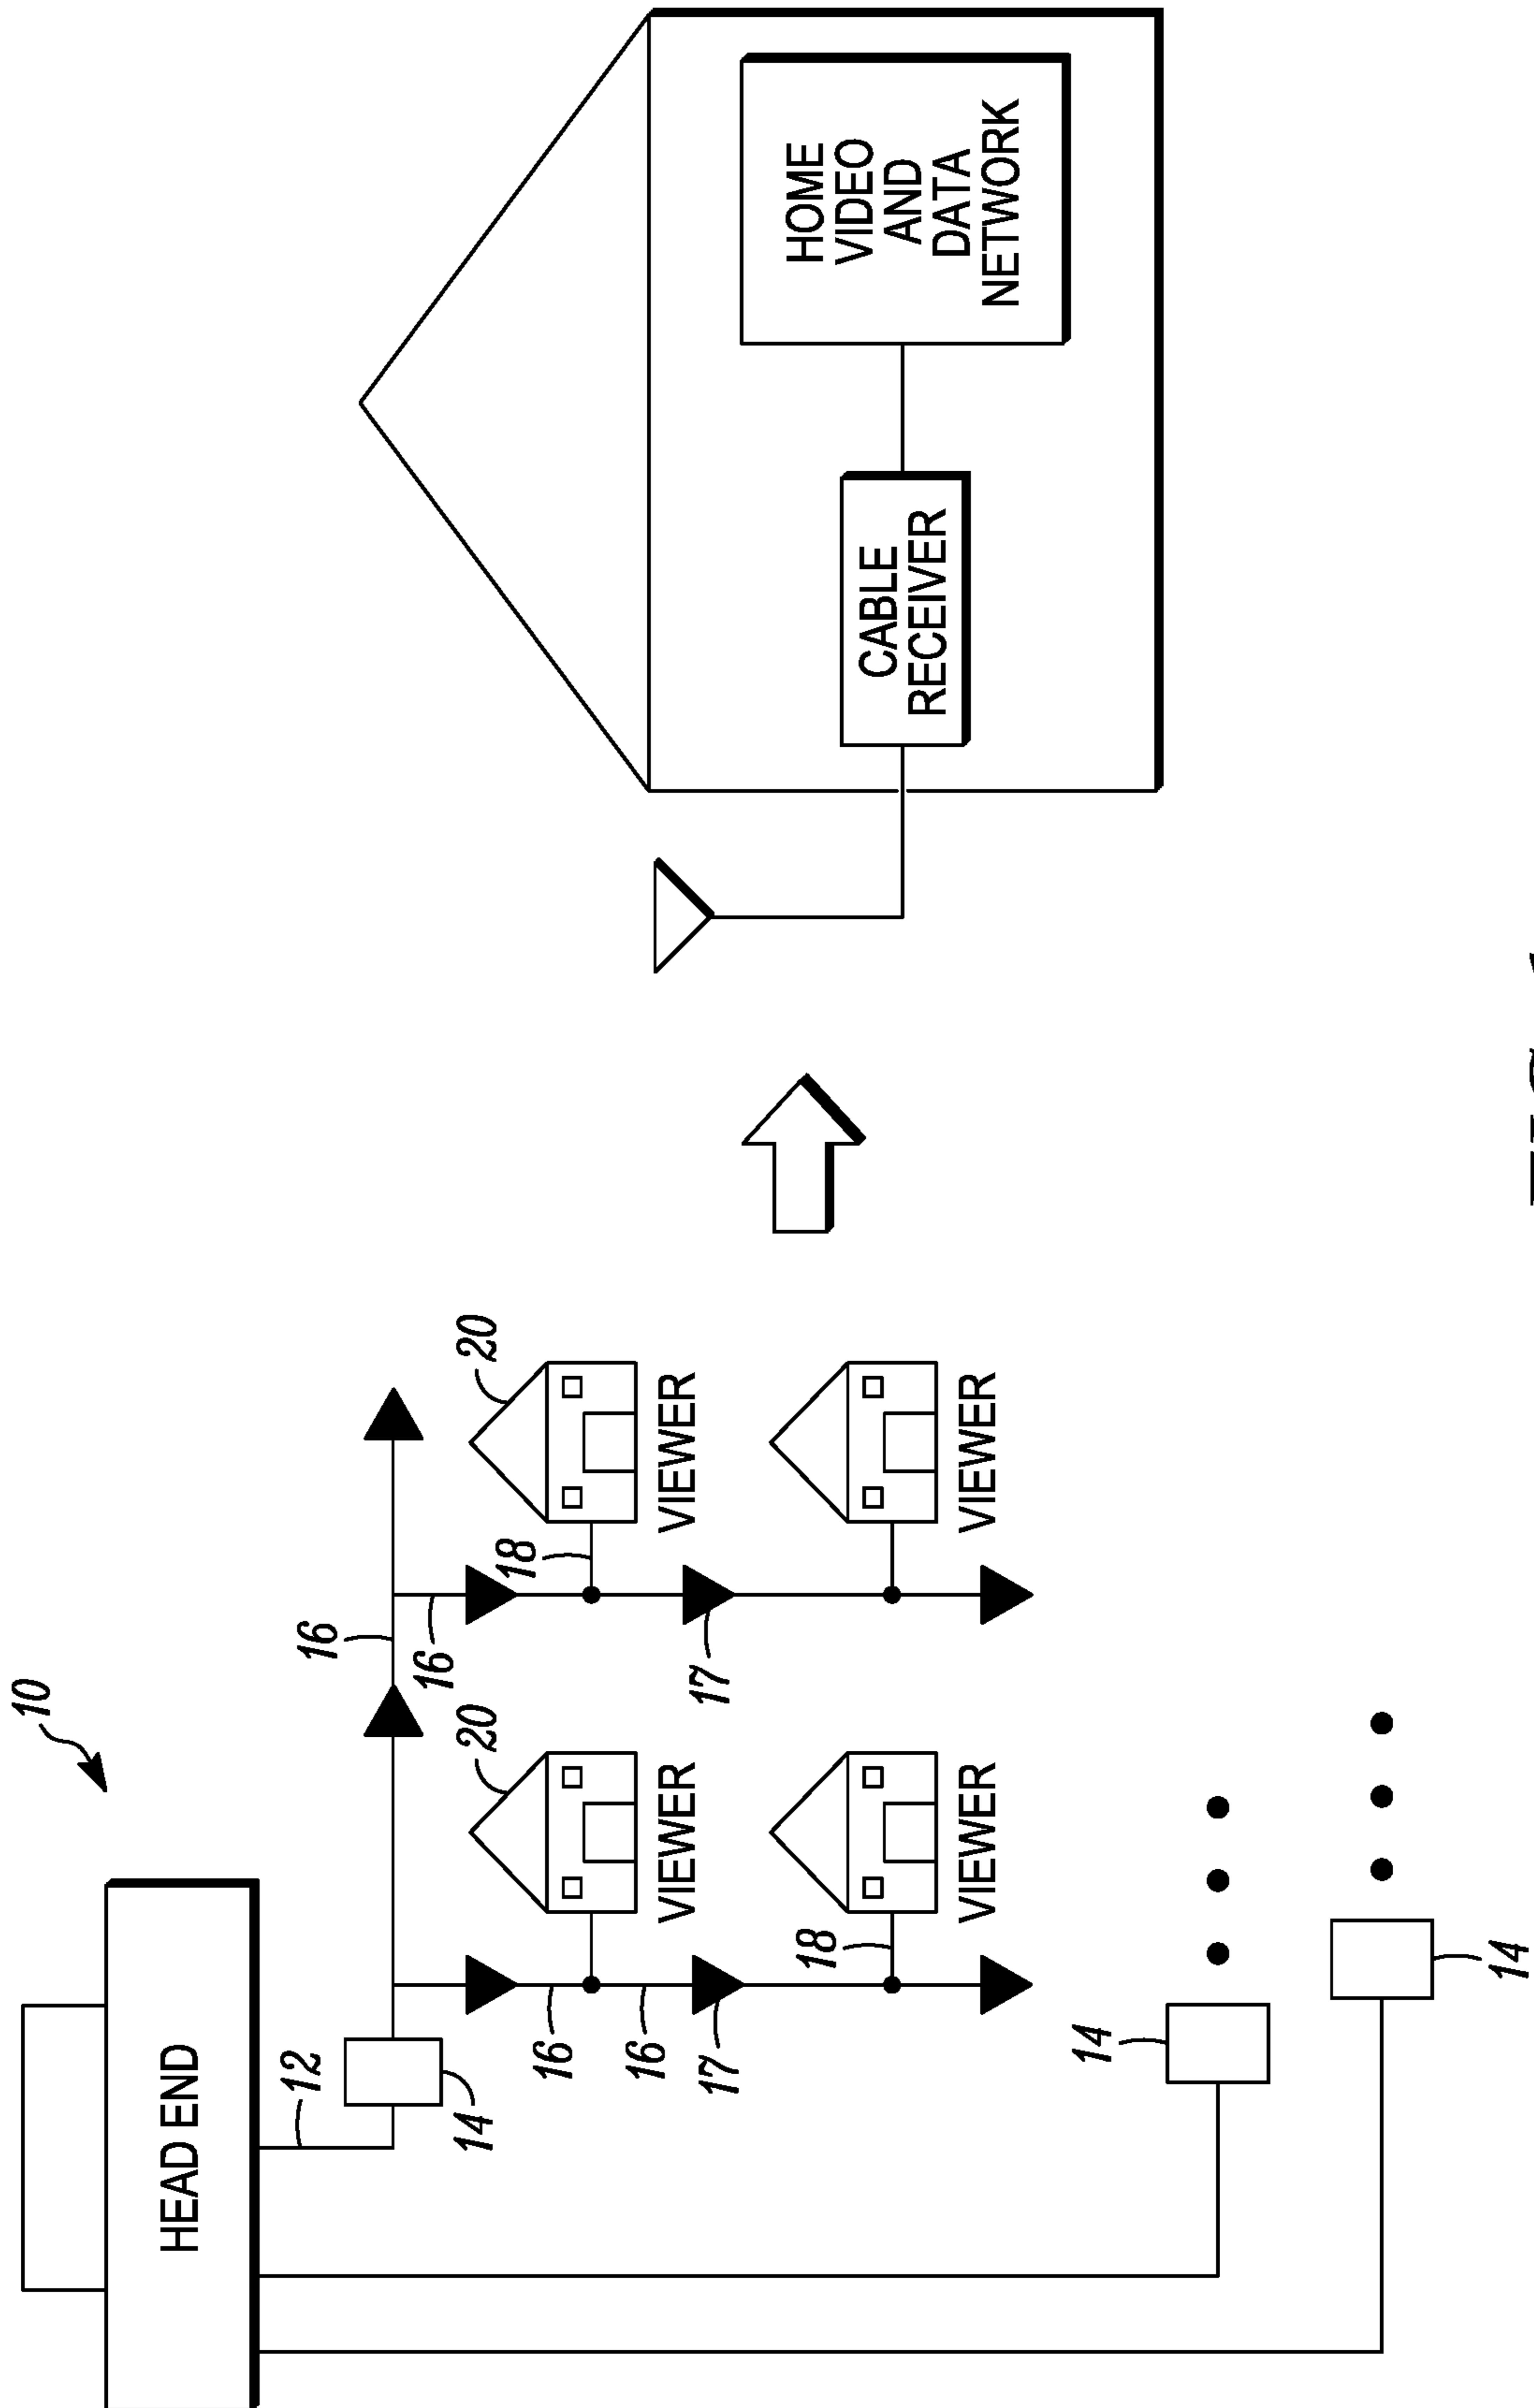 10
HEAD END
12
16
16
14
20
20
18
16
16
VIEWER
VIEWER
17
17
18
VIEWER
VIEWER
14
14
CABLE
RECEIVER
HOME
VIDEO
AND
DATA
NETWORK